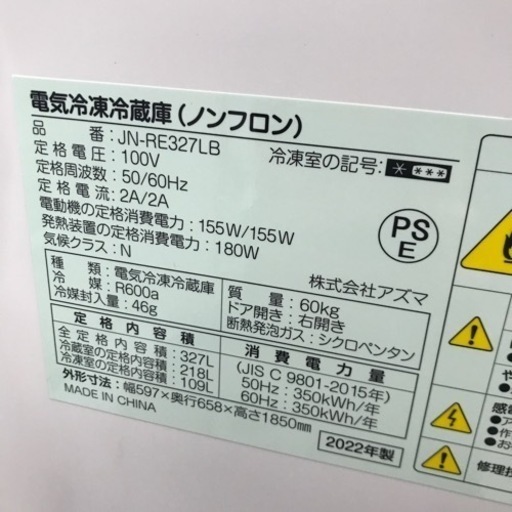 電気冷凍冷蔵庫(ノンフロン)
品番:JN-RE327LB
冷凍室の記号:
定格電圧:100V
定格周波数:50/60Hz
定格電流:2A/2A
電動機の定格消費電力:155W/155W
発熱装置の定格消費電力:180W
気候クラス:N
PS
E
株式会社アズマ
種類:電気冷凍冷蔵庫
冷媒:R600a
冷媒封入量:46g
質量:60kg
ドア開き:右開き
断熱発泡ガス:シクロペンタン
定格内容積
全定格内容積:327L
冷蔵室の定格内容積:218L
冷凍室の定格内容積:109L
消費電力量
(JIS C 9801-2015年)
50Hz:350kWh/年
60Hz:350kWh/年
外形寸法:幅597×奥行658×高さ1850mm
MADE IN CHINA
2022年製
感電
修理技